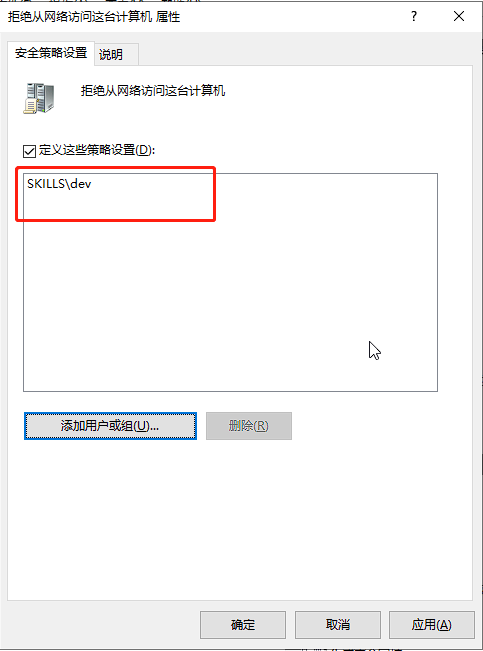 拒绝从网络访问这台计算机 属性
安全策略设置 说明
拒绝从网络访问这台计算机
定义这些策略设置(D):
SKILLS\dev
添加用户或组(U)... 删除(R)
确定 取消 应用(A)